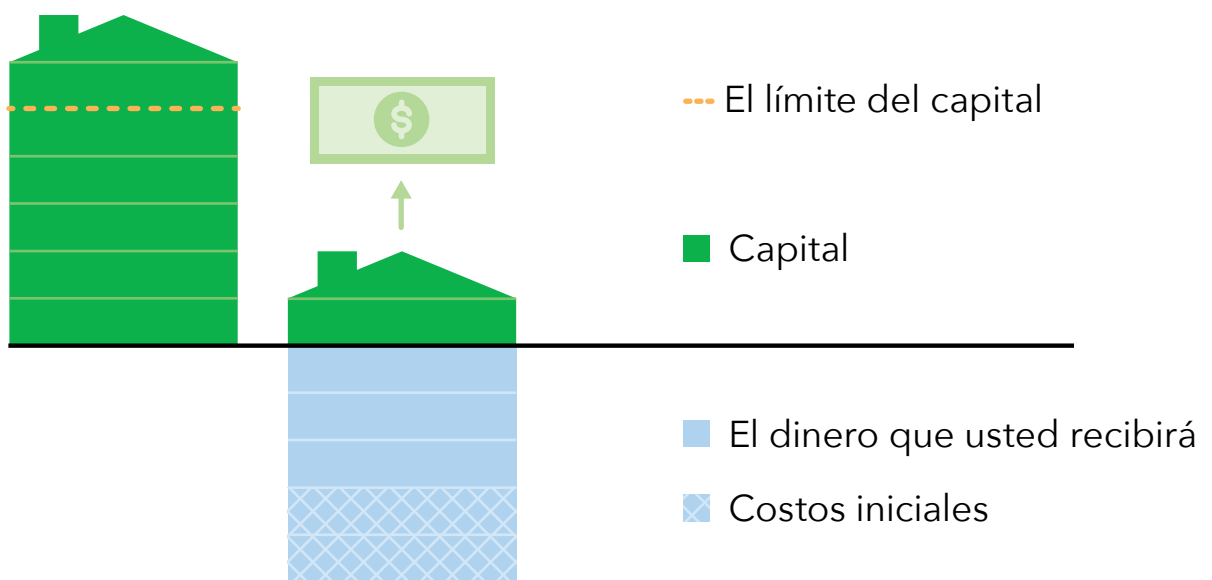 $
El límite del capital
Capital
El dinero que usted recibirá
Costos iniciales